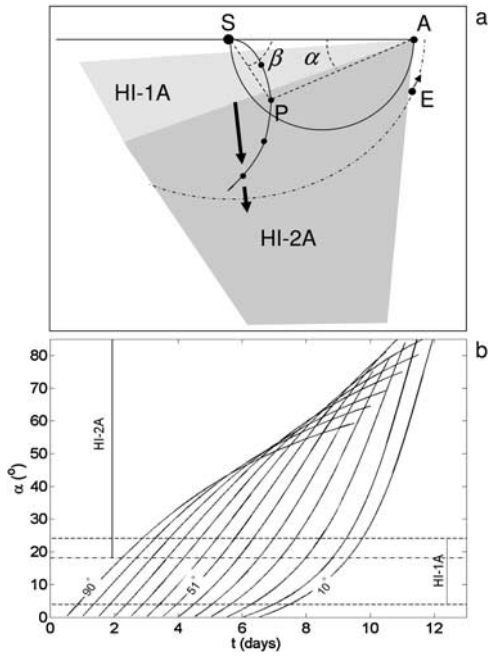 a
S
A
β
α
HI-1A
P
E
HI-2A
b
80
70
60
50
40
30
20
10
0
α (°)
HI-2A
HI-1A
90°
51°
10°
0 2 4 6 8 10 12
t (days)